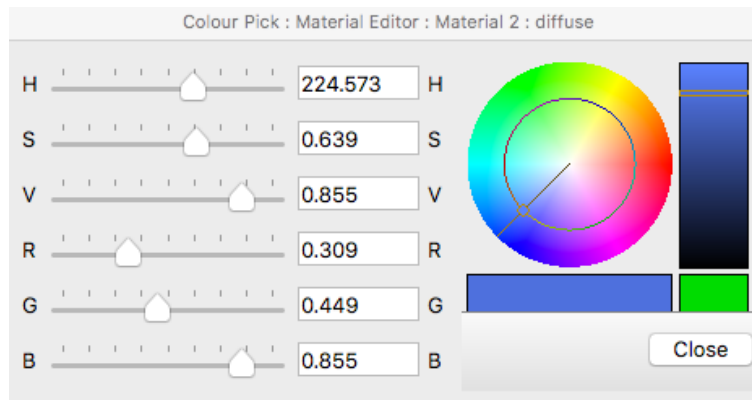 Colour Pick : Material Editor : Material 2 : diffuse
H 224.573 H
S 0.639 S
V 0.855 V
R 0.309 R
G 0.449 G
B 0.855 B
Close